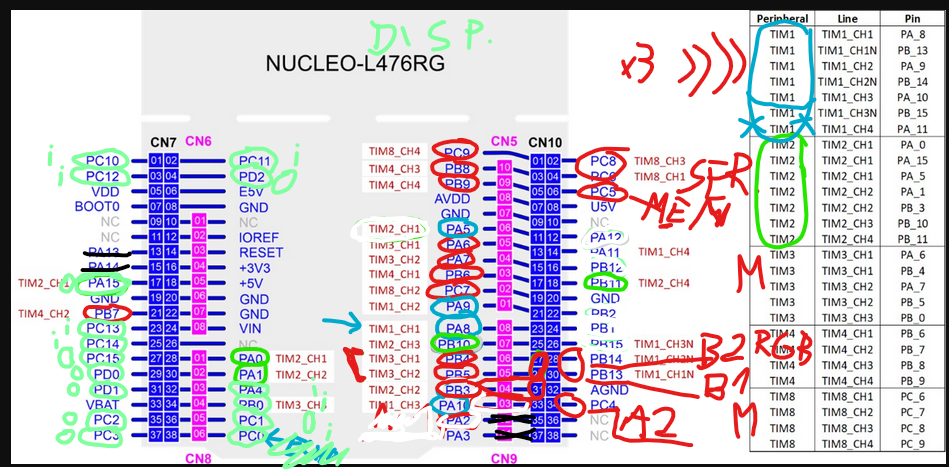 DISP.
NUCLEO-L476RG
x3
CN7 CN6 CN5 CN10
PC10 01 02 PC11
PC12 03 04 PD2
VDD 05 06 E5V
BOOT0 07 08 GND
NC 09 10 01 NC
NC 11 12 02 IOREF
PA13 13 14 03 RESET
PA14 15 16 04 +3V3
TIM2_CH1 PA15 17 18 05 +5V
GND 19 20 06 GND
TIM4_CH2 PB7 21 22 07 GND
PC13 23 24 08 VIN
PC14 25 26 NC
PC15 27 28 01 PA0 TIM2_CH1
PD0 29 30 02 PA1 TIM2_CH2
PD1 31 32 03 PA4
VBAT 33 34 04 PB0 TIM3_CH3
PC2 35 36 05 PC1
PC3 37 38 06 PC0
CN8
TIM8_CH4 PC9 01 02 PC8 TIM8_CH3
TIM4_CH3 PB8 10 03 04 PC6 TIM8_CH1
TIM4_CH4 PB9 09 05 06 PC5
AVDD 08 07 08 U5V
GND 07 09 10 NC
TIM2_CH1 PA5 06 11 12 PA12
TIM3_CH1 PA6 05 13 14 PA11 TIM1_CH4
TIM3_CH2 PA7 04 15 16 PB12
TIM4_CH1 PB6 03 17 18 PB11 TIM2_CH4
TIM8_CH2 PC7 02 19 20 GND
TIM1_CH2 PA9 01 21 22 PB2
TIM1_CH1 PA8 08 23 24 PB1
TIM2_CH3 PB10 07 25 26 PB15 TIM1_CH3N
TIM3_CH1 PB4 06 PB14 TIM1_CH2N
TIM3_CH2 PB5 05 PB13 TIM1_CH1N
TIM2_CH2 PB3 04 AGND
TIM1_CH3 PA10 PC4
PA2 NC
PA3 01 37 38 NC
CN9
SER
B2 RGB
B1
A2
M
M
Peripheral Line Pin
TIM1 TIM1_CH1 PA_8
TIM1 TIM1_CH1N PB_13
TIM1 TIM1_CH2 PA_9
TIM1 TIM1_CH2N PB_14
TIM1 TIM1_CH3 PA_10
TIM1 TIM1_CH3N PB_15
TIM1 TIM1_CH4 PA_11
TIM2 TIM2_CH1 PA_0
TIM2 TIM2_CH1 PA_15
TIM2 TIM2_CH1 PA_5
TIM2 TIM2_CH2 PA_1
TIM2 TIM2_CH2 PB_3
TIM2 TIM2_CH3 PB_10
TIM2 TIM2_CH4 PB_11
TIM3 TIM3_CH1 PA_6
TIM3 TIM3_CH1 PB_4
TIM3 TIM3_CH2 PA_7
TIM3 TIM3_CH2 PB_5
TIM3 TIM3_CH3 PB_0
TIM4 TIM4_CH1 PB_6
TIM4 TIM4_CH2 PB_7
TIM4 TIM4_CH3 PB_8
TIM4 TIM4_CH4 PB_9
TIM8 TIM8_CH1 PC_6
TIM8 TIM8_CH2 PC_7
TIM8 TIM8_CH3 PC_8
TIM8 TIM8_CH4 PC_9